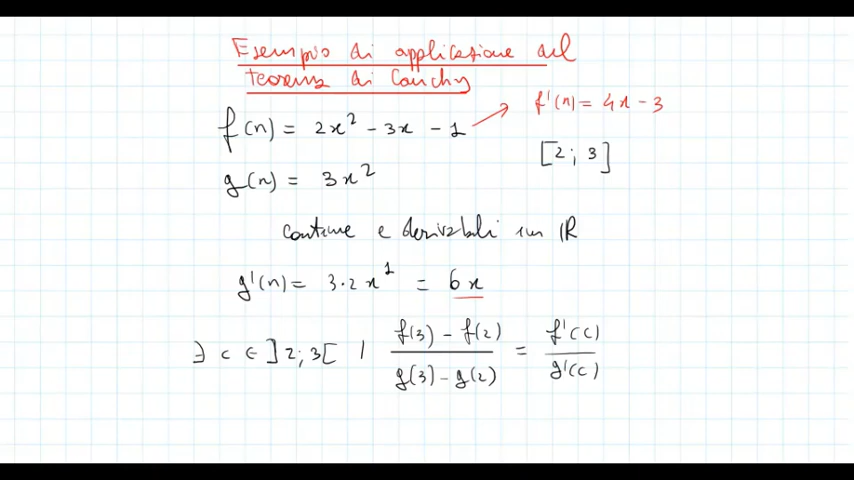 Esempio di applicazione del
teorema di Cauchy
f(x) = 2x² - 3x - 1 → f'(x) = 4x - 3
g(x) = 3x² [2; 3]
continue e derivabili in ℝ
g'(x) = 3·2x¹ = 6x
∃ c ∈ ]2;3[ / (f(3) - f(2))/(g(3) - g(2)) = f'(c)/g'(c)